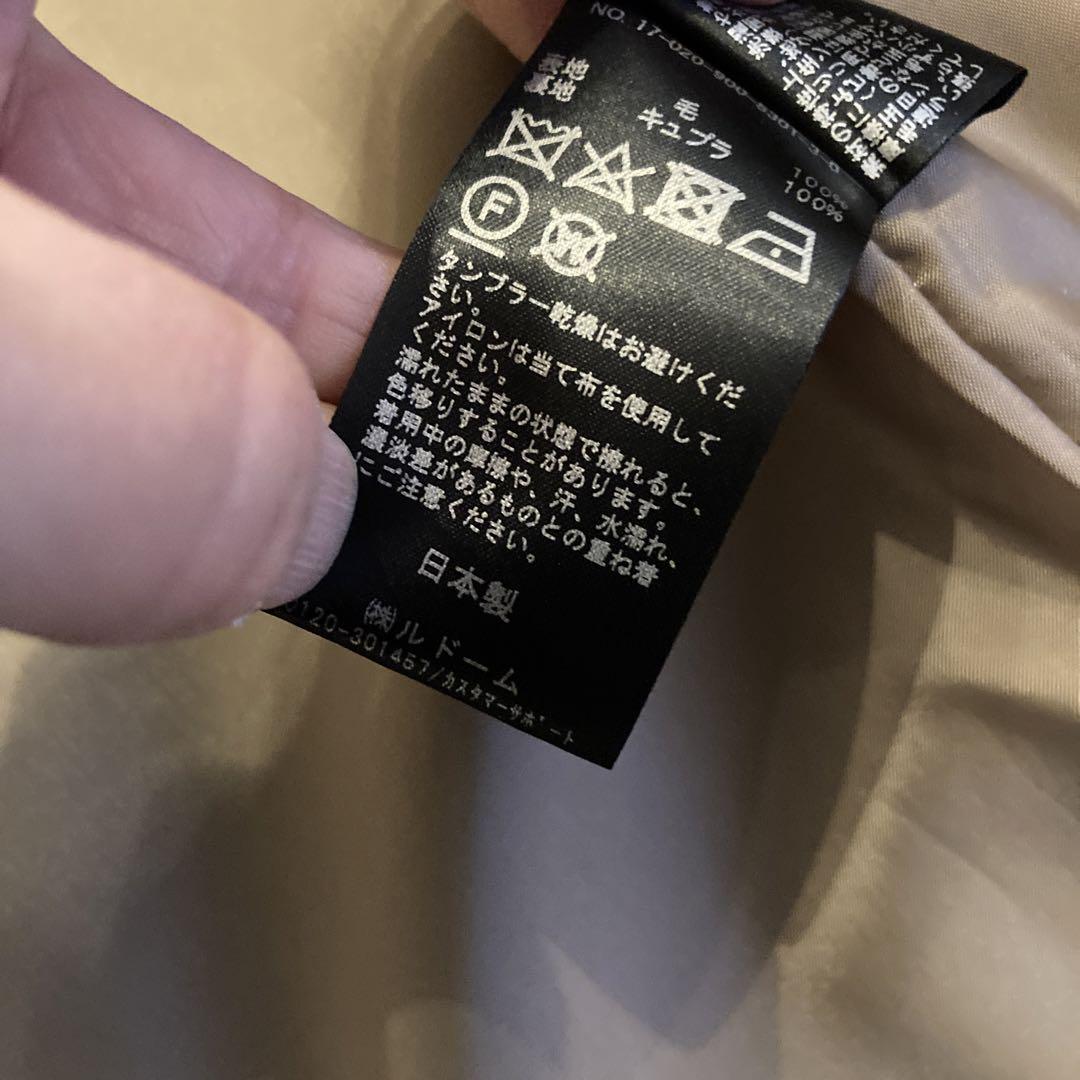 NO. 17-020-900-
表地 毛 100%
裏地 キュプラ 100%
F
W
タンブラー乾燥はお避けくだ
さい。
アイロンは当て布を使用して
ください。
濡れたままの状態で擦れると、
色移りすることがあります。
着用中の摩擦や、汗、水濡れ、
濃淡差があるものとの重ね着
にご注意ください。
日本製
㈱ルドーム
0120-301457/カスタマーサポート